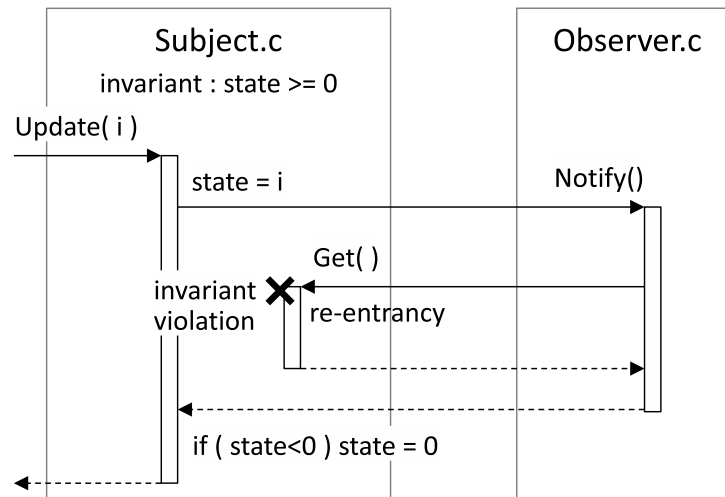 Subject.c
Observer.c
invariant : state >= 0
Update( i )
state = i
Notify()
Get( )
invariant
violation
re-entrancy
if ( state<0 ) state = 0